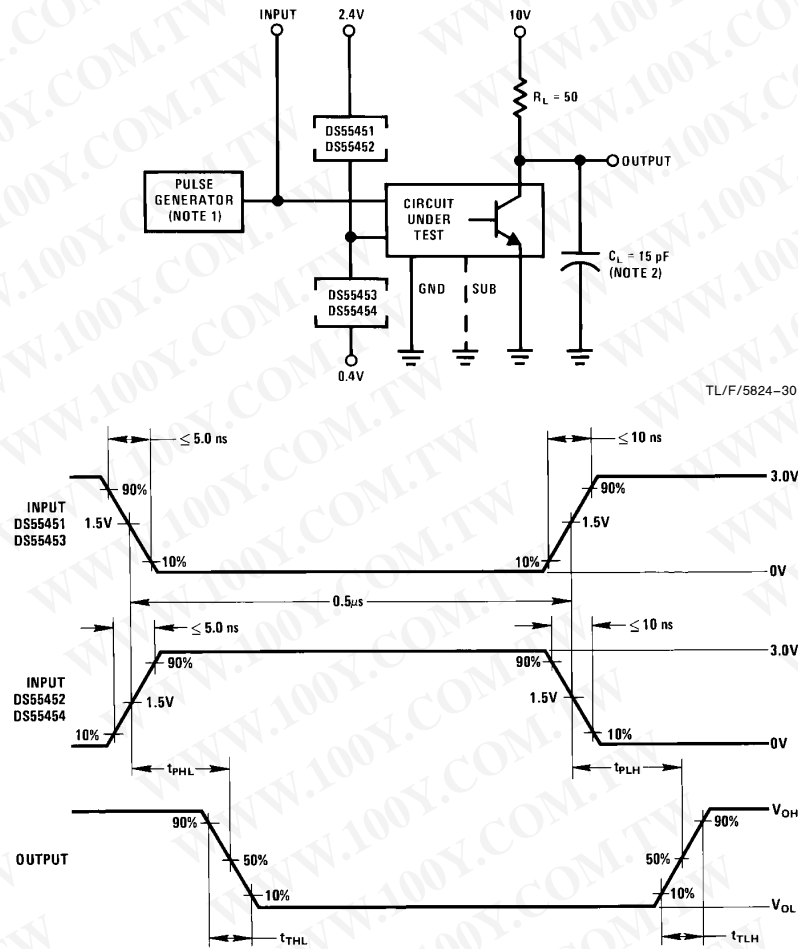 INPUT 2.4V 10V
R_L = 50
DS55451
DS55452
OUTPUT
PULSE
GENERATOR
(NOTE 1)
CIRCUIT
UNDER
TEST
C_L = 15 pF
(NOTE 2)
DS55453
DS55454
GND SUB
0.4V
TL/F/5824–30
≤ 5.0 ns ≤ 10 ns
3.0V
90% 90%
INPUT
DS55451
DS55453
1.5V 1.5V
10% 10%
0V
0.5μs
≤ 5.0 ns ≤ 10 ns
3.0V
90% 90%
INPUT
DS55452
DS55454
1.5V 1.5V
10% 10%
0V
t_PHL t_PLH
V_OH
90% 90%
OUTPUT
50% 50%
10% 10%
V_OL
t_THL t_TLH
WWW.100Y.COM.TW